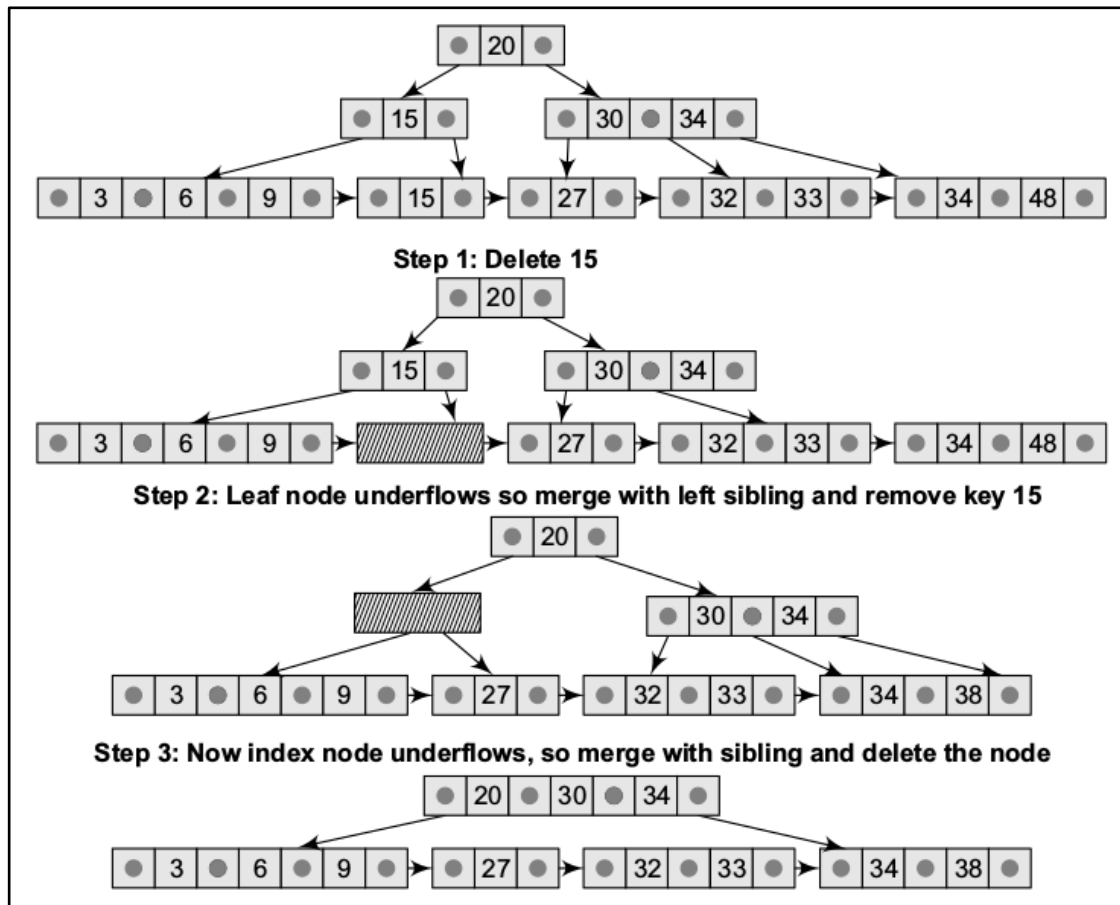 20
15 30 34
3 6 9 15 27 32 33 34 48
Step 1: Delete 15
20
15 30 34
3 6 9 27 32 33 34 48
Step 2: Leaf node underflows so merge with left sibling and remove key 15
20
30 34
3 6 9 27 32 33 34 38
Step 3: Now index node underflows, so merge with sibling and delete the node
20 30 34
3 6 9 27 32 33 34 38